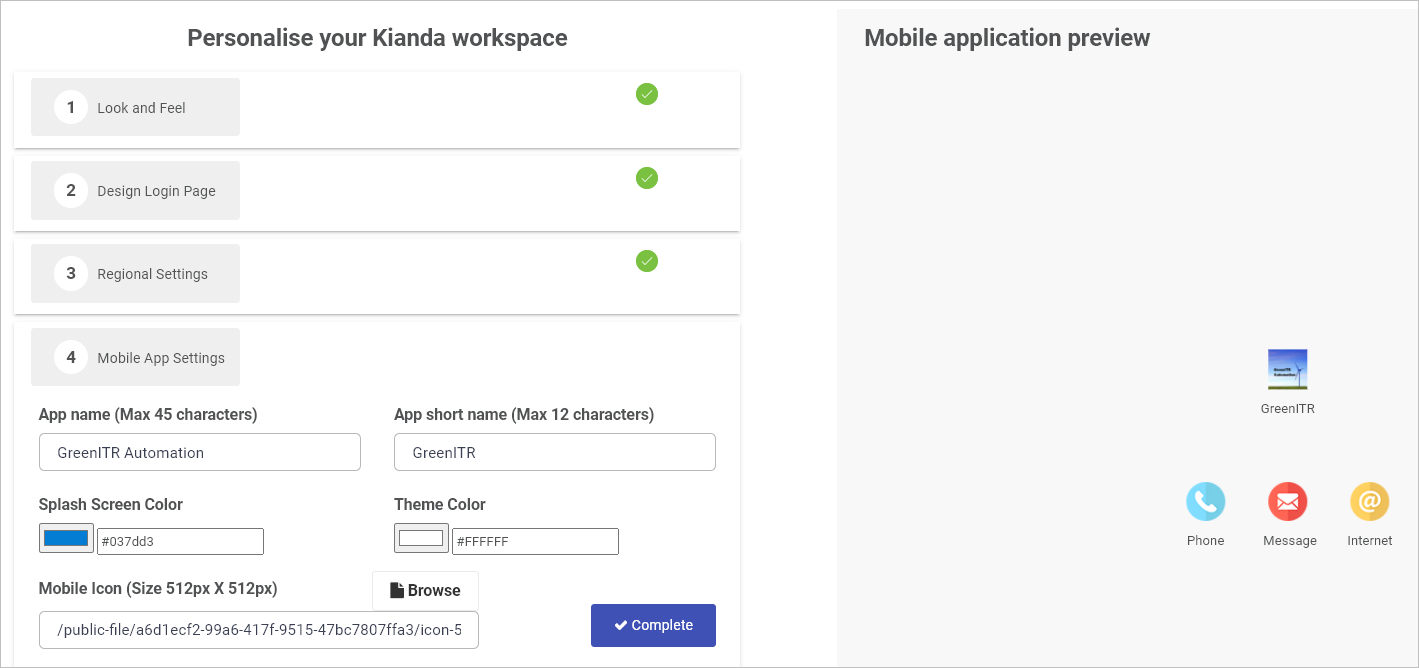 Personalise your Kianda workspace
1 Look and Feel
2 Design Login Page
3 Regional Settings
4 Mobile App Settings
App name (Max 45 characters) App short name (Max 12 characters)
GreenITR Automation GreenITR
Splash Screen Color Theme Color
#037dd3 #FFFFFF
Mobile Icon (Size 512px X 512px) Browse
/public-file/a6d1ecf2-99a6-417f-9515-47bc7807ffa3/icon-5
Complete
Mobile application preview
GreenITR
Automation
GreenITR
Phone Message Internet